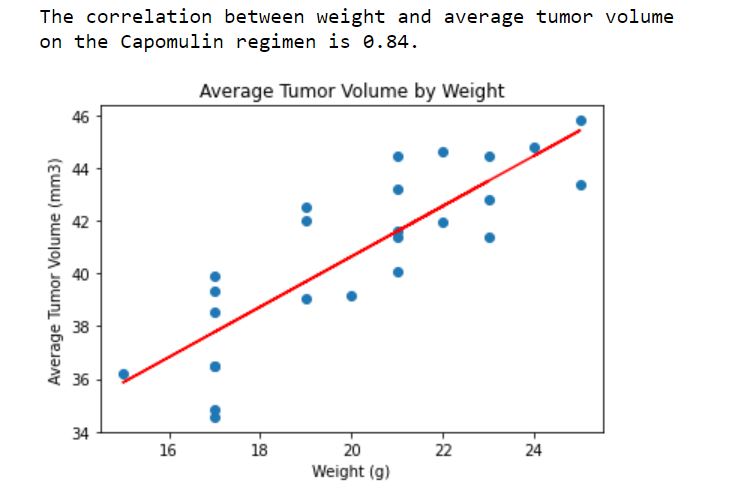 The correlation between weight and average tumor volume
on the Capomulin regimen is 0.84.
Average Tumor Volume by Weight
Average Tumor Volume (mm3)
46
44
42
40
38
36
34
16 18 20 22 24
Weight (g)